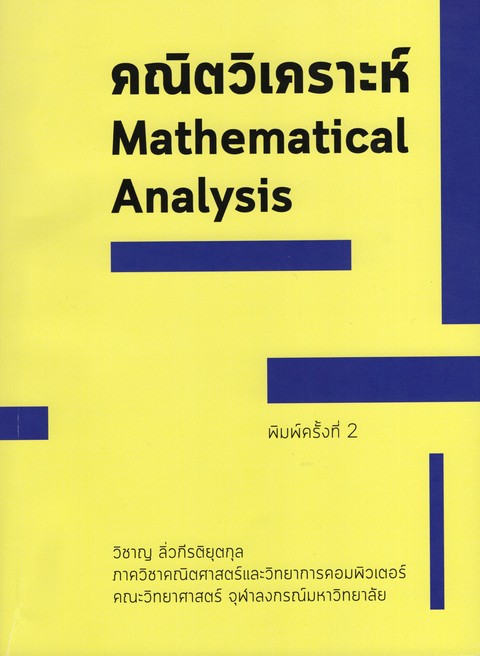 คณิตวิเคราะห์
Mathematical
Analysis
พิมพ์ครั้งที่ 2
วิชาญ ลิ่วกีรติยุตกุล
ภาควิชาคณิตศาสตร์และวิทยาการคอมพิวเตอร์
คณะวิทยาศาสตร์ จุฬาลงกรณ์มหาวิทยาลัย